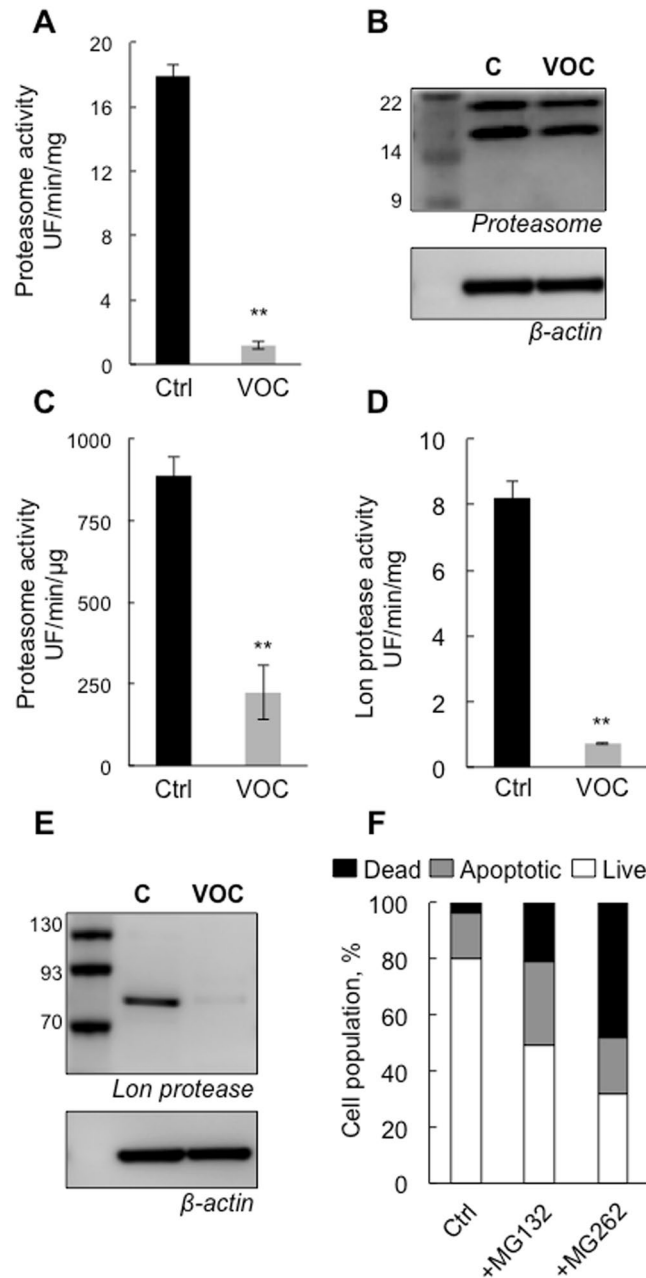 A
Proteasome activity
UF/min/mg
20
16
12
8
4
0
**
Ctrl VOC
B
C VOC
22
14
9
Proteasome
β-actin
C
Proteasome activity
UF/min/µg
1000
750
500
250
0
**
Ctrl VOC
D
Lon protease activity
UF/min/mg
10
8
6
4
2
0
**
Ctrl VOC
E
C VOC
130
93
70
Lon protease
β-actin
F
Dead Apoptotic Live
Cell population, %
100
80
60
40
20
0
Ctrl
+MG132
+MG262